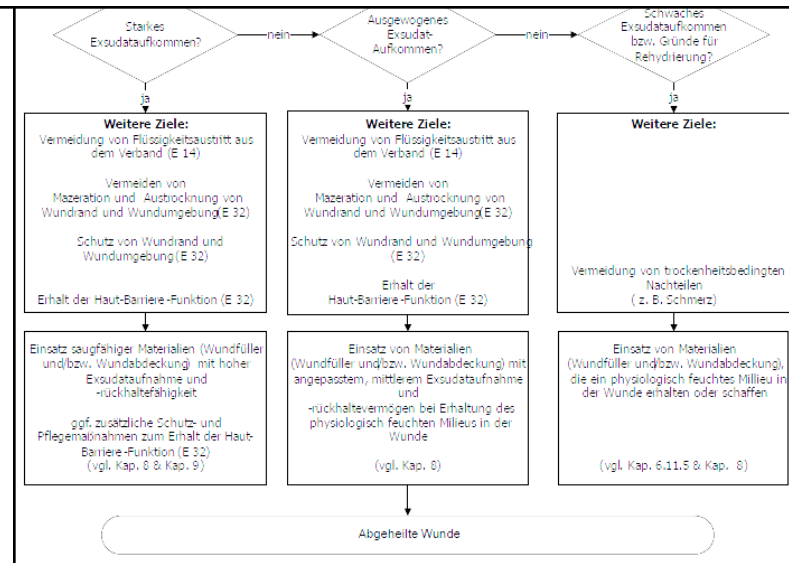 Starkes
Exsudataufkommen?
nein
Ausgewogenes
Exsudat-
Aufkommen?
nein
Schwaches
Exsudataufkommen
bzw. Gründe für
Rehydrierung?
ja
ja
ja
Weitere Ziele:
Vermeidung von Flüssigkeitsaustritt aus
dem Verband (E 14)
Vermeiden von
Mazeration und Austrocknung von
Wundrand und Wundumgebung(E 32)
Schutz von Wundrand und
Wundumgebung (E 32)
Erhalt der Haut-Barriere-Funktion (E 32)
Weitere Ziele:
Vermeidung von Flüssigkeitsaustritt aus
dem Verband (E 14)
Vermeiden von
Mazeration und Austrocknung von
Wundrand und Wundumgebung(E 32)
Schutz von Wundrand und Wundumgebung
(E 32)
Erhalt der
Haut-Barriere-Funktion (E 32)
Weitere Ziele:
Vermeidung von trockenheitsbedingten
Nachteilen
( z. B. Schmerz)
Einsatz saugfähiger Materialien (Wundfüller
und/bzw. Wundabdeckung) mit hoher
Exsudataufnahme und
-rückhaltefähigkeit
ggf. zusätzliche Schutz- und
Pflegemaßnahmen zum Erhalt der Haut-
Barriere-Funktion (E 32)
(vgl. Kap. 8 & Kap. 9)
Einsatz von Materialien
(Wundfüller und/bzw. Wundabdeckung) mit
angepasstem, mittlerem Exsudataufnahme
und
-rückhaltevermögen bei Erhaltung des
physiologisch feuchten Milieus in der
Wunde
(vgl. Kap. 8)
Einsatz von Materialien
(Wundfüller und/bzw. Wundabdeckung),
die ein physiologisch feuchtes Millieu in
der Wunde erhalten oder schaffen
(vgl. Kap. 6.11.5 & Kap. 8)
Abgeheilte Wunde